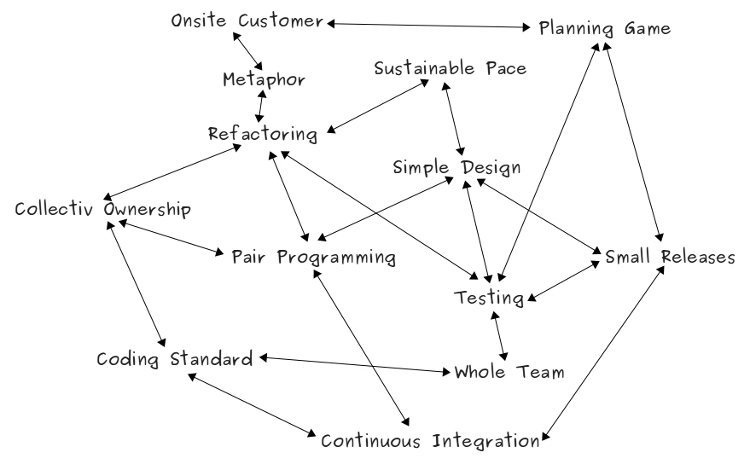 Onsite Customer
Planning Game
Sustainable Pace
Metaphor
Refactoring
Simple Design
Collectiv Ownership
Pair Programming
Small Releases
Testing
Coding Standard
Whole Team
Continuous Integration